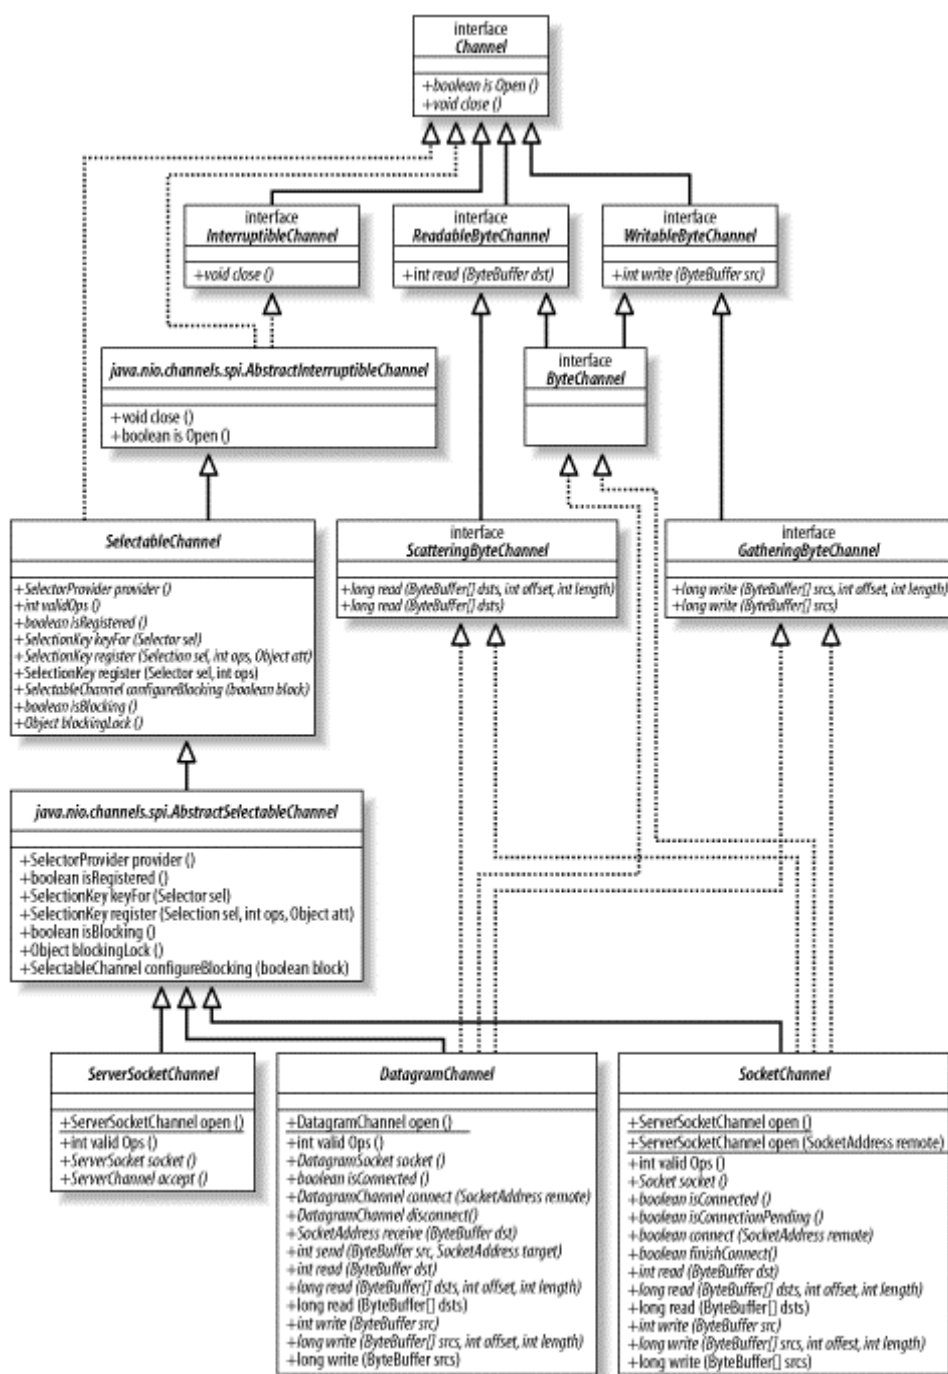 interface
Channel
+boolean is Open ()
+void close ()
interface
InterruptibleChannel
+void close ()
interface
ReadableByteChannel
+int read (ByteBuffer dst)
interface
WritableByteChannel
+int write (ByteBuffer src)
java.nio.channels.spi.AbstractInterruptibleChannel
+void close ()
+boolean is Open ()
interface
ByteChannel
SelectableChannel
+SelectorProvider provider ()
+int validOps ()
+boolean isRegistered ()
+SelectionKey keyFor (Selector sel)
+SelectionKey register (Selection sel, int ops, Object att)
+SelectionKey register (Selector sel, int ops)
+SelectableChannel configureBlocking (boolean block)
+boolean isBlocking ()
+Object blockingLock ()
interface
ScatteringByteChannel
+long read (ByteBuffer[] dsts, int offset, int length)
+long read (ByteBuffer[] dsts)
interface
GatheringByteChannel
+long write (ByteBuffer[] srcs, int offset, int length)
+long write (ByteBuffer[] srcs)
java.nio.channels.spi.AbstractSelectableChannel
+SelectorProvider provider ()
+boolean isRegistered ()
+SelectionKey keyFor (Selector sel)
+SelectionKey register (Selection sel, int ops, Object att)
+boolean isBlocking ()
+Object blockingLock ()
+SelectableChannel configureBlocking (boolean block)
ServerSocketChannel
+ServerSocketChannel open ()
+int valid Ops ()
+ServerSocket socket ()
+ServerChannel accept ()
DatagramChannel
+DatagramChannel open ()
+int valid Ops ()
+DatagramSocket socket ()
+boolean isConnected ()
+DatagramChannel connect (SocketAddress remote)
+DatagramChannel disconnect()
+SocketAddress receive (ByteBuffer dst)
+int send (ByteBuffer src, SocketAddress target)
+int read (ByteBuffer dst)
+long read (ByteBuffer[] dsts, int offset, int length)
+long read (ByteBuffer[] dsts)
+int write (ByteBuffer src)
+long write (ByteBuffer[] srcs, int offset, int length)
+long write (ByteBuffer srcs)
SocketChannel
+ServerSocketChannel open ()
+ServerSocketChannel open (SocketAddress remote)
+int valid Ops ()
+Socket socket ()
+boolean isConnected ()
+boolean isConnectionPending ()
+boolean connect (SocketAddress remote)
+boolean finishConnect()
+int read (ByteBuffer dst)
+long read (ByteBuffer[] dsts, int offset, int length)
+long read (ByteBuffer[] dsts)
+int write (ByteBuffer src)
+long write (ByteBuffer[] srcs, int offest, int length)
+long write (ByteBuffer[] srcs)